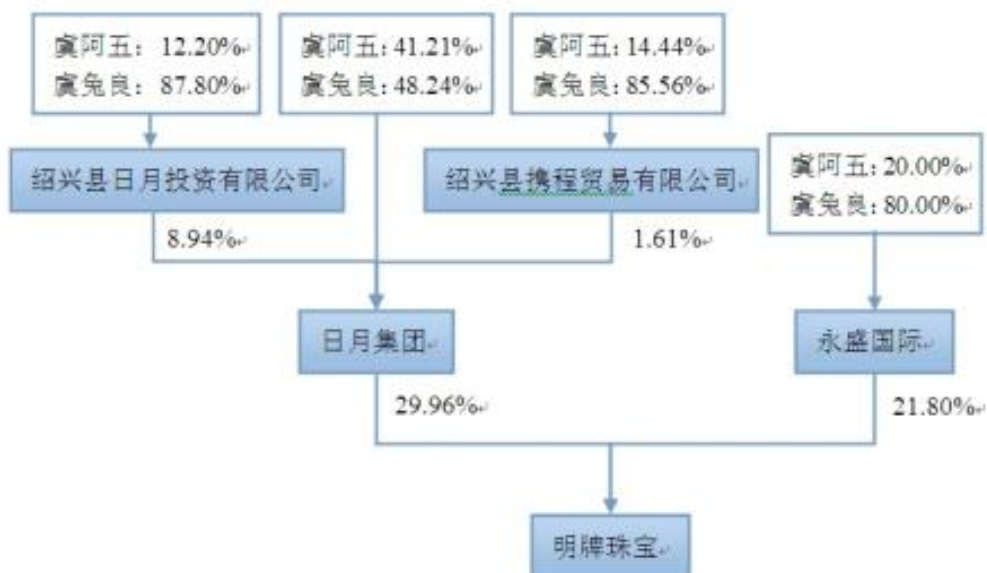 虞阿五：12.20%
虞兔良：87.80%
虞阿五:41.21%
虞兔良:48.24%
虞阿五:14.44%
虞兔良:85.56%
绍兴县日月投资有限公司
绍兴县携程贸易有限公司
虞阿五:20.00%
虞兔良:80.00%
8.94%
1.61%
日月集团
永盛国际
29.96%
21.80%
明牌珠宝